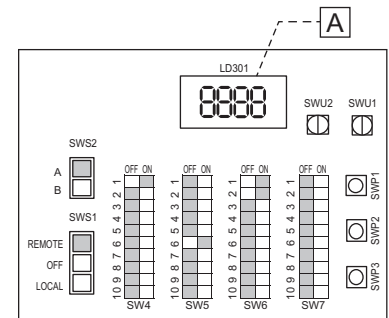 A
LD301
8888
SWU2 SWU1
SWS2
A
B
SWS1
REMOTE
OFF
LOCAL
OFF ON
1 2 3 4 5 6 7 8 9 10
SW4
OFF ON
1 2 3 4 5 6 7 8 9 10
SW5
OFF ON
1 2 3 4 5 6 7 8 9 10
SW6
OFF ON
1 2 3 4 5 6 7 8 9 10
SW7
SWP1
SWP2
SWP3